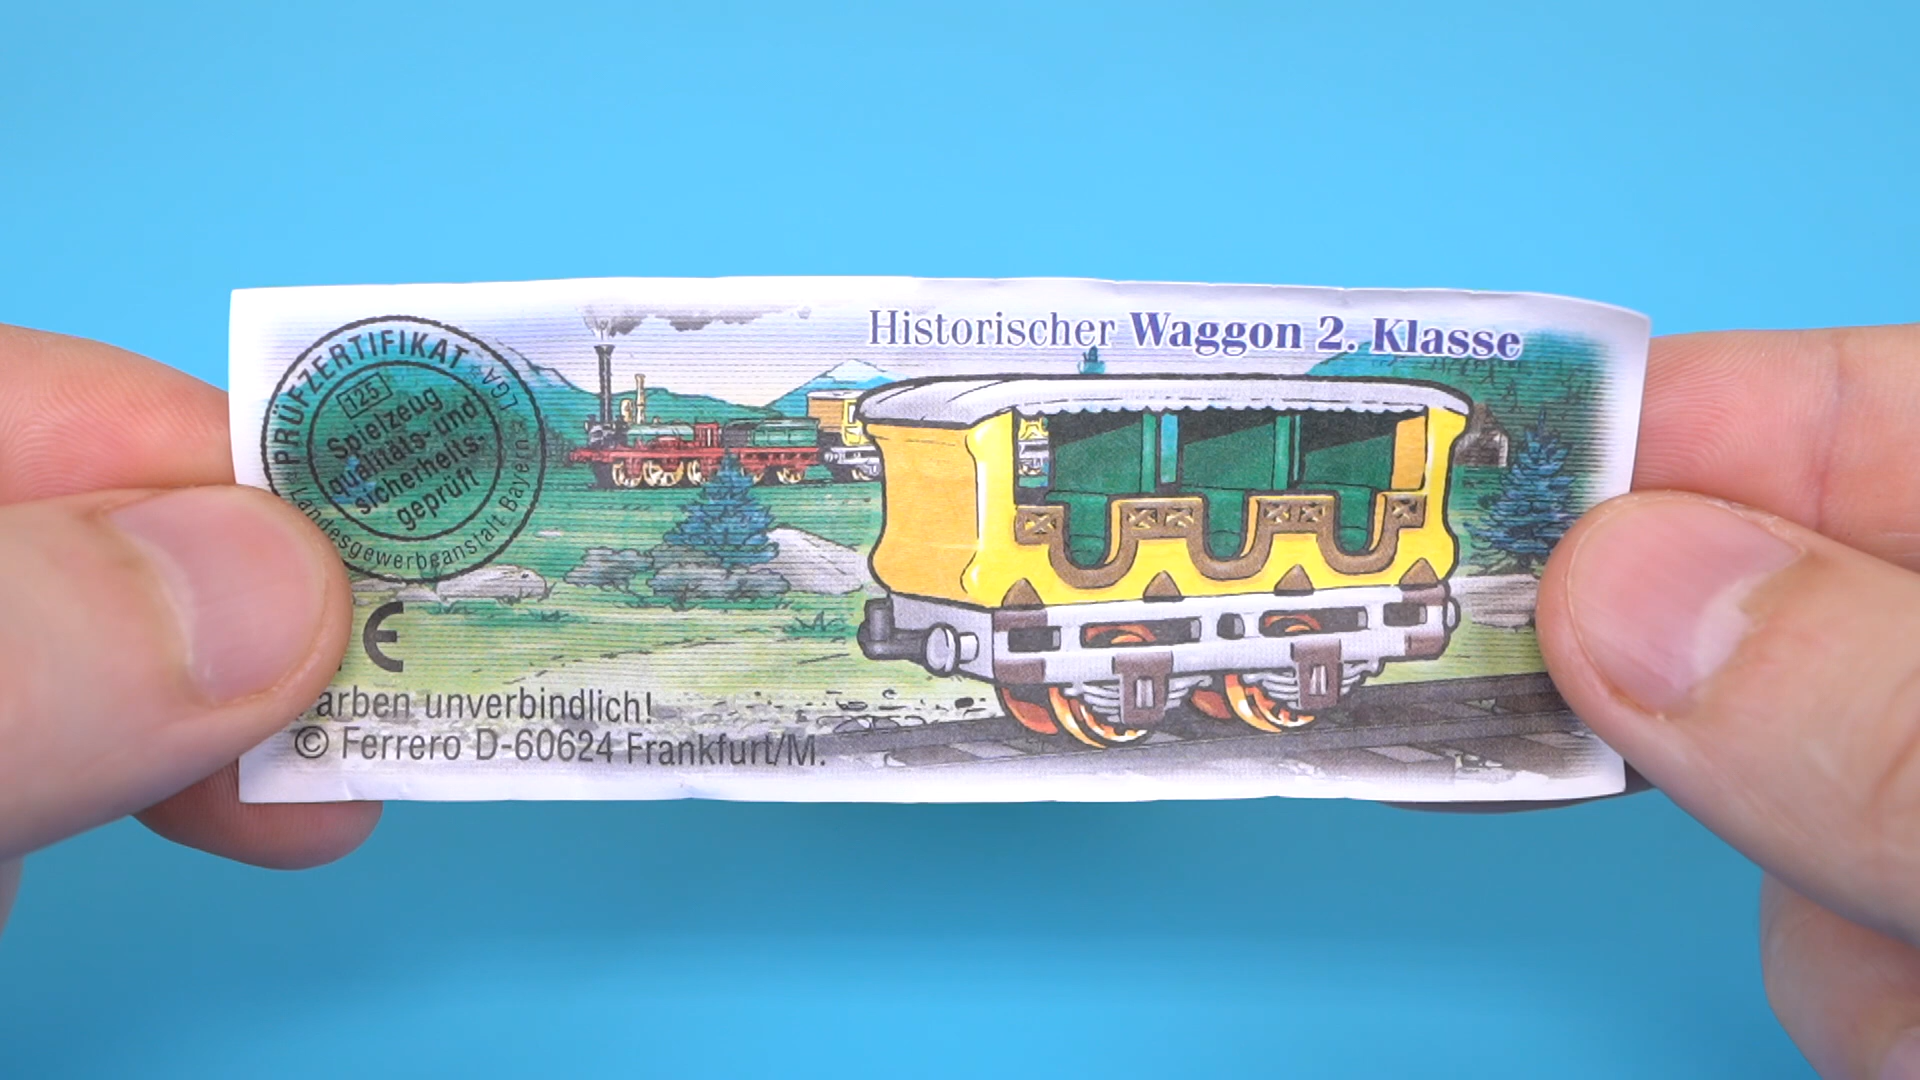 Historischer Waggon 2. Klasse
PRÜFZERTIFIKAT
☆ LGA ☆
125
Spielzeug
qualitäts- und
sicherheits-
geprüft
Landesgewerbeanstalt Bayern
CE
arben unverbindlich!
© Ferrero D-60624 Frankfurt/M.